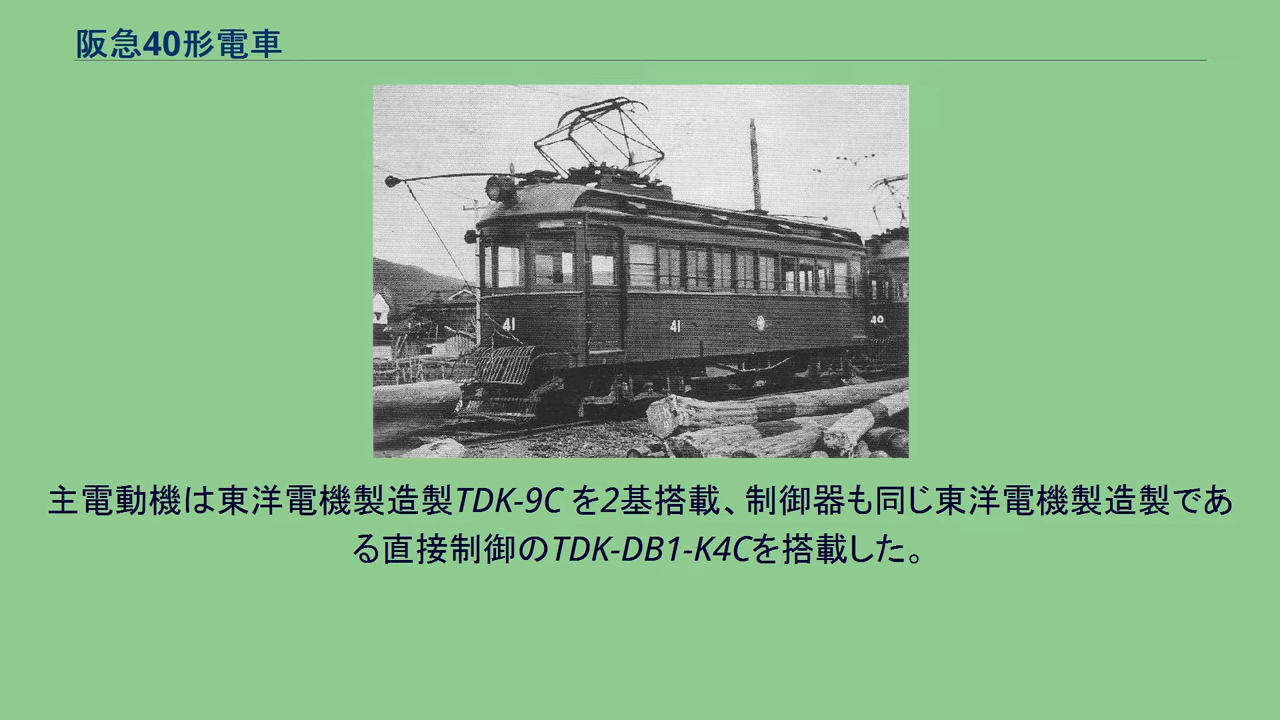 阪急40形電車
41
41
40
主電動機は東洋電機製造製TDK-9C を2基搭載、制御器も同じ東洋電機製造製であ
る直接制御のTDK-DB1-K4Cを搭載した。